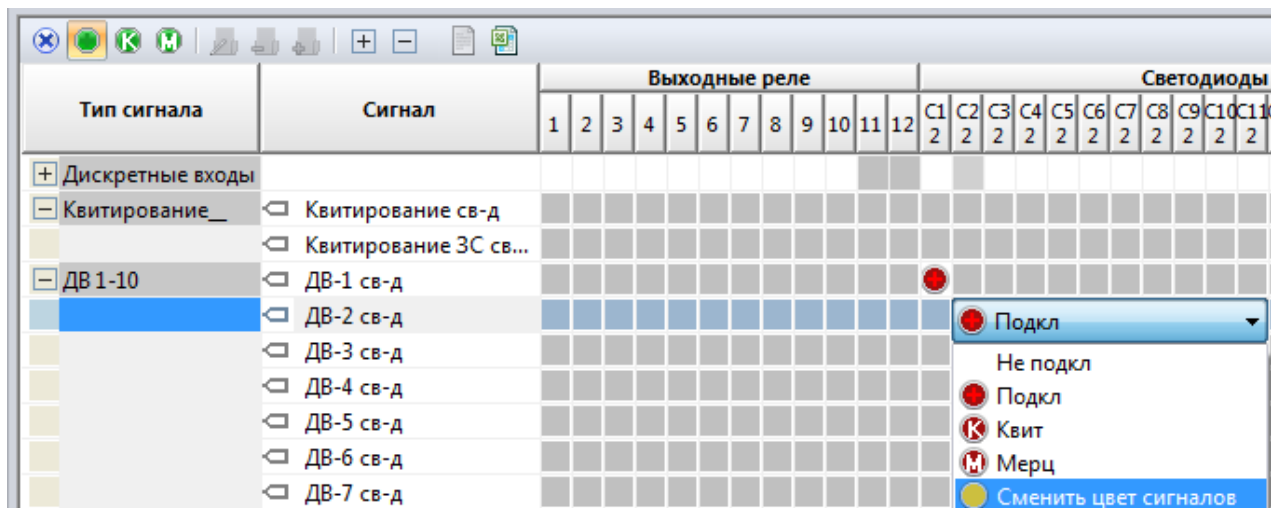 К М
Выходные реле Светодиоды
Тип сигнала Сигнал 1 2 3 4 5 6 7 8 9 10 11 12 С1 2 С2 2 С3 2 С4 2 С5 2 С6 2 С7 2 С8 2 С9 2 С10 2 С11 2
Дискретные входы
Квитирование__ Квитирование св-д
Квитирование ЗС св...
ДВ 1-10 ДВ-1 св-д
ДВ-2 св-д Подкл
ДВ-3 св-д Не подкл
ДВ-4 св-д Подкл
ДВ-5 св-д К Квит
ДВ-6 св-д М Мерц
ДВ-7 св-д Сменить цвет сигналов